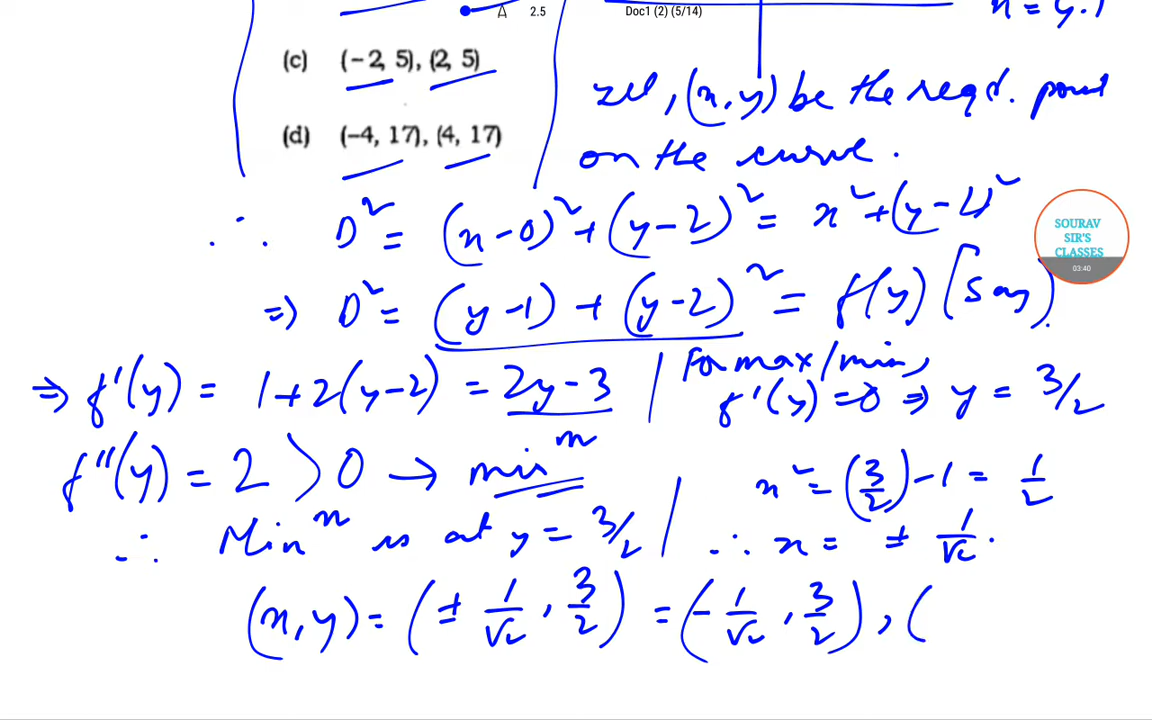 A 2.5
Doc1 (2) (5/14)
(c) (−2, 5), (2, 5)
(d) (−4, 17), (4, 17)
(x, y) be the reqd. point
on the curve.
∴ D² = (x−0)² + (y−2)² = x² + (y−2)²
SOURAV
SIR'S
CLASSES
03:40
⇒ D² = (y−1) + (y−2)² = f(y) (Say)
⇒ f'(y) = 1+2(y−2) = 2y−3
For max/min,
f'(y) = 0 ⇒ y = 3/2
f''(y) = 2 > 0 → minᵐ
x² = (3/2) −1 = 1/2
∴ Minᵐ is at y = 3/2
∴ x = ± 1/√2.
(x, y) = (± 1/√2, 3/2) = (− 1/√2, 3/2), (